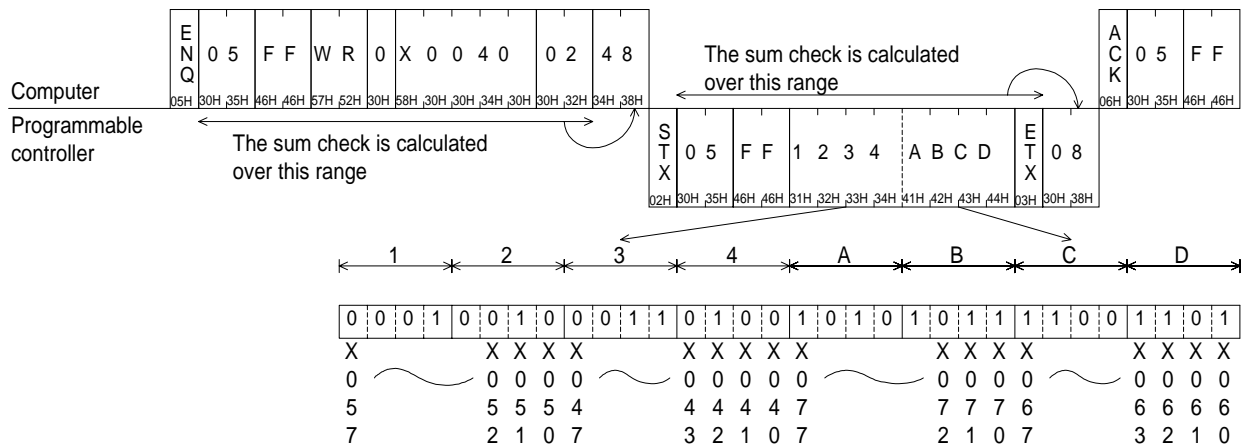 E N Q 0 5 F F W R 0 X 0 0 4 0 0 2 4 8
05H 30H 35H 46H 46H 57H 52H 30H 58H 30H 30H 34H 30H 30H 32H 34H 38H
The sum check is calculated
over this range
A C K 0 5 F F
06H 30H 35H 46H 46H
Computer
Programmable
controller
The sum check is calculated
over this range
S T X 0 5 F F 1 2 3 4 A B C D E T X 0 8
02H 30H 35H 46H 46H 31H 32H 33H 34H 41H 42H 43H 44H 03H 30H 38H
1 2 3 4 A B C D
0 0 0 1 0 0 1 0 0 0 1 1 0 1 0 0 1 0 1 0 1 0 1 1 1 1 0 0 1 1 0 1
X X X X X X X X X X X X X X X X X X
0 0 0 0 0 0 0 0 0 0 0 0 0 0 0 0 0 0
5 5 5 5 4 4 4 4 4 7 7 7 7 6 6 6 6 6
7 2 1 0 7 3 2 1 0 7 2 1 0 7 3 2 1 0